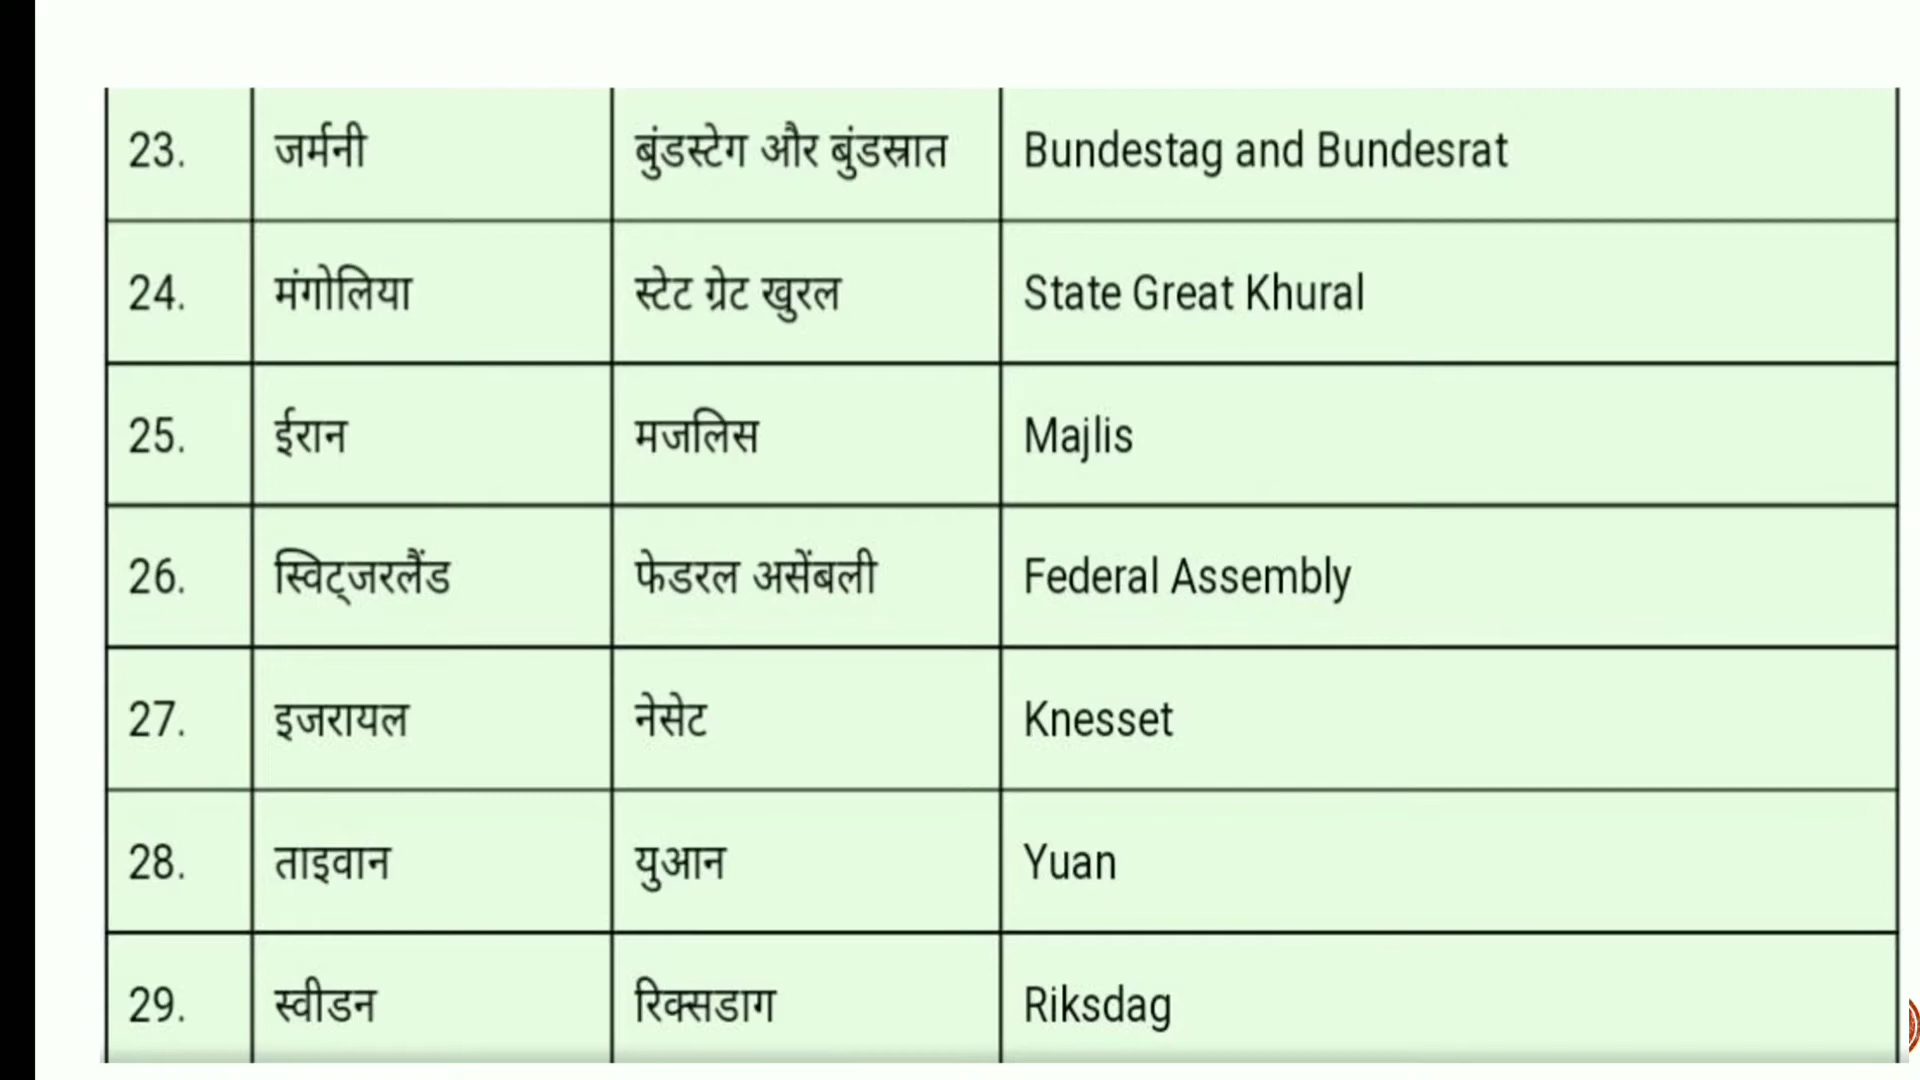 23. जर्मनी बुंडस्टेग और बुंडस्रात Bundestag and Bundesrat
24. मंगोलिया स्टेट ग्रेट खुरल State Great Khural
25. ईरान मजलिस Majlis
26. स्विट्जरलैंड फेडरल असेंबली Federal Assembly
27. इजरायल नेसेट Knesset
28. ताइवान युआन Yuan
29. स्वीडन रिक्सडाग Riksdag